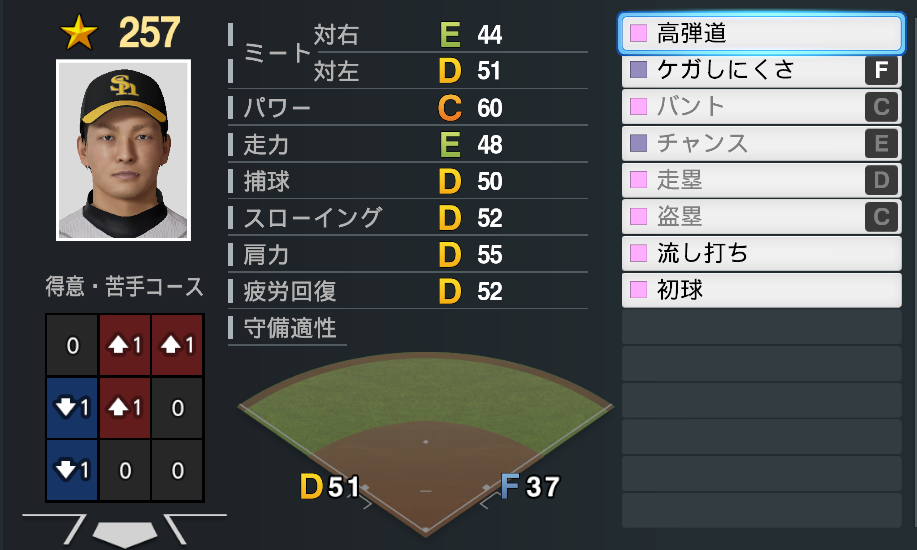 257
SH
得意・苦手コース
0 1 1
1 1 0
1 0 0
ミート
対右 E 44
対左 D 51
パワー C 60
走力 E 48
捕球 D 50
スローイング D 52
肩力 D 55
疲労回復 D 52
守備適性
D 51 F 37
高弾道
ケガしにくさ F
バント C
チャンス E
走塁 D
盗塁 C
流し打ち
初球